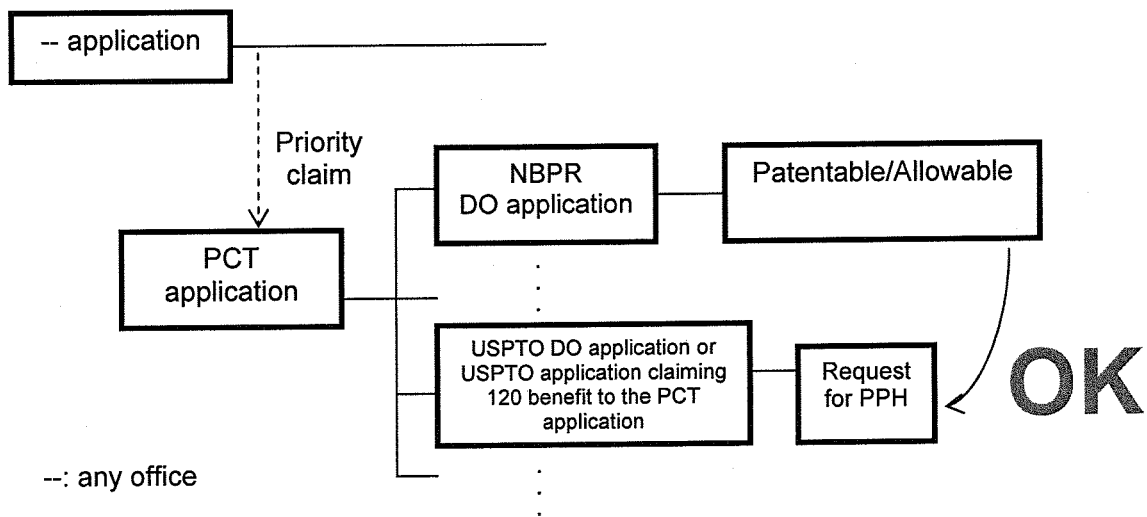 -- application
Priority
claim
NBPR
DO application
Patentable/Allowable
PCT
application
USPTO DO application or
USPTO application claiming
120 benefit to the PCT
application
Request
for PPH
OK
--: any office